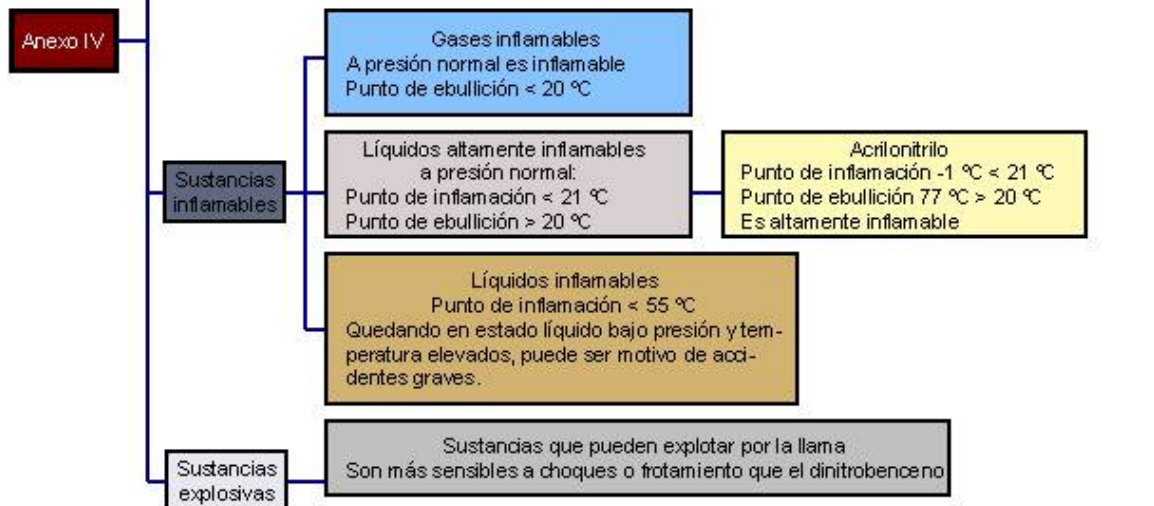 Anexo IV
Gases inflamables
A presión normal es inflamable
Punto de ebullición < 20 ºC
Sustancias
inflamables
Líquidos altamente inflamables
a presión normal:
Punto de inflamación < 21 ºC
Punto de ebullición > 20 ºC
Acrilonitrilo
Punto de inflamación -1 ºC < 21 ºC
Punto de ebullición 77 ºC > 20 ºC
Es altamente inflamable
Líquidos inflamables
Punto de inflamación < 55 ºC
Quedando en estado líquido bajo presión y tem-
peratura elevados, puede ser motivo de acci-
dentes graves.
Sustancias
explosivas
Sustancias que pueden explotar por la llama
Son más sensibles a choques o frotamiento que el dinitrobenceno